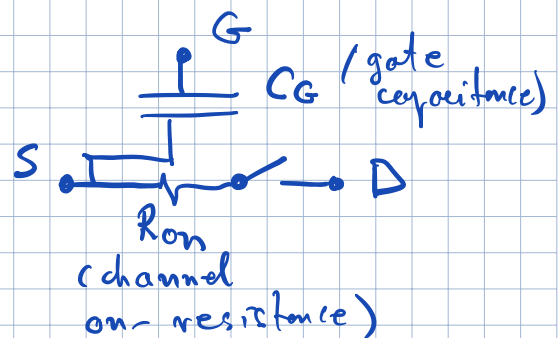 G
CG (gate
capacitance)
S
D
Ron
(channel
on-resistance)